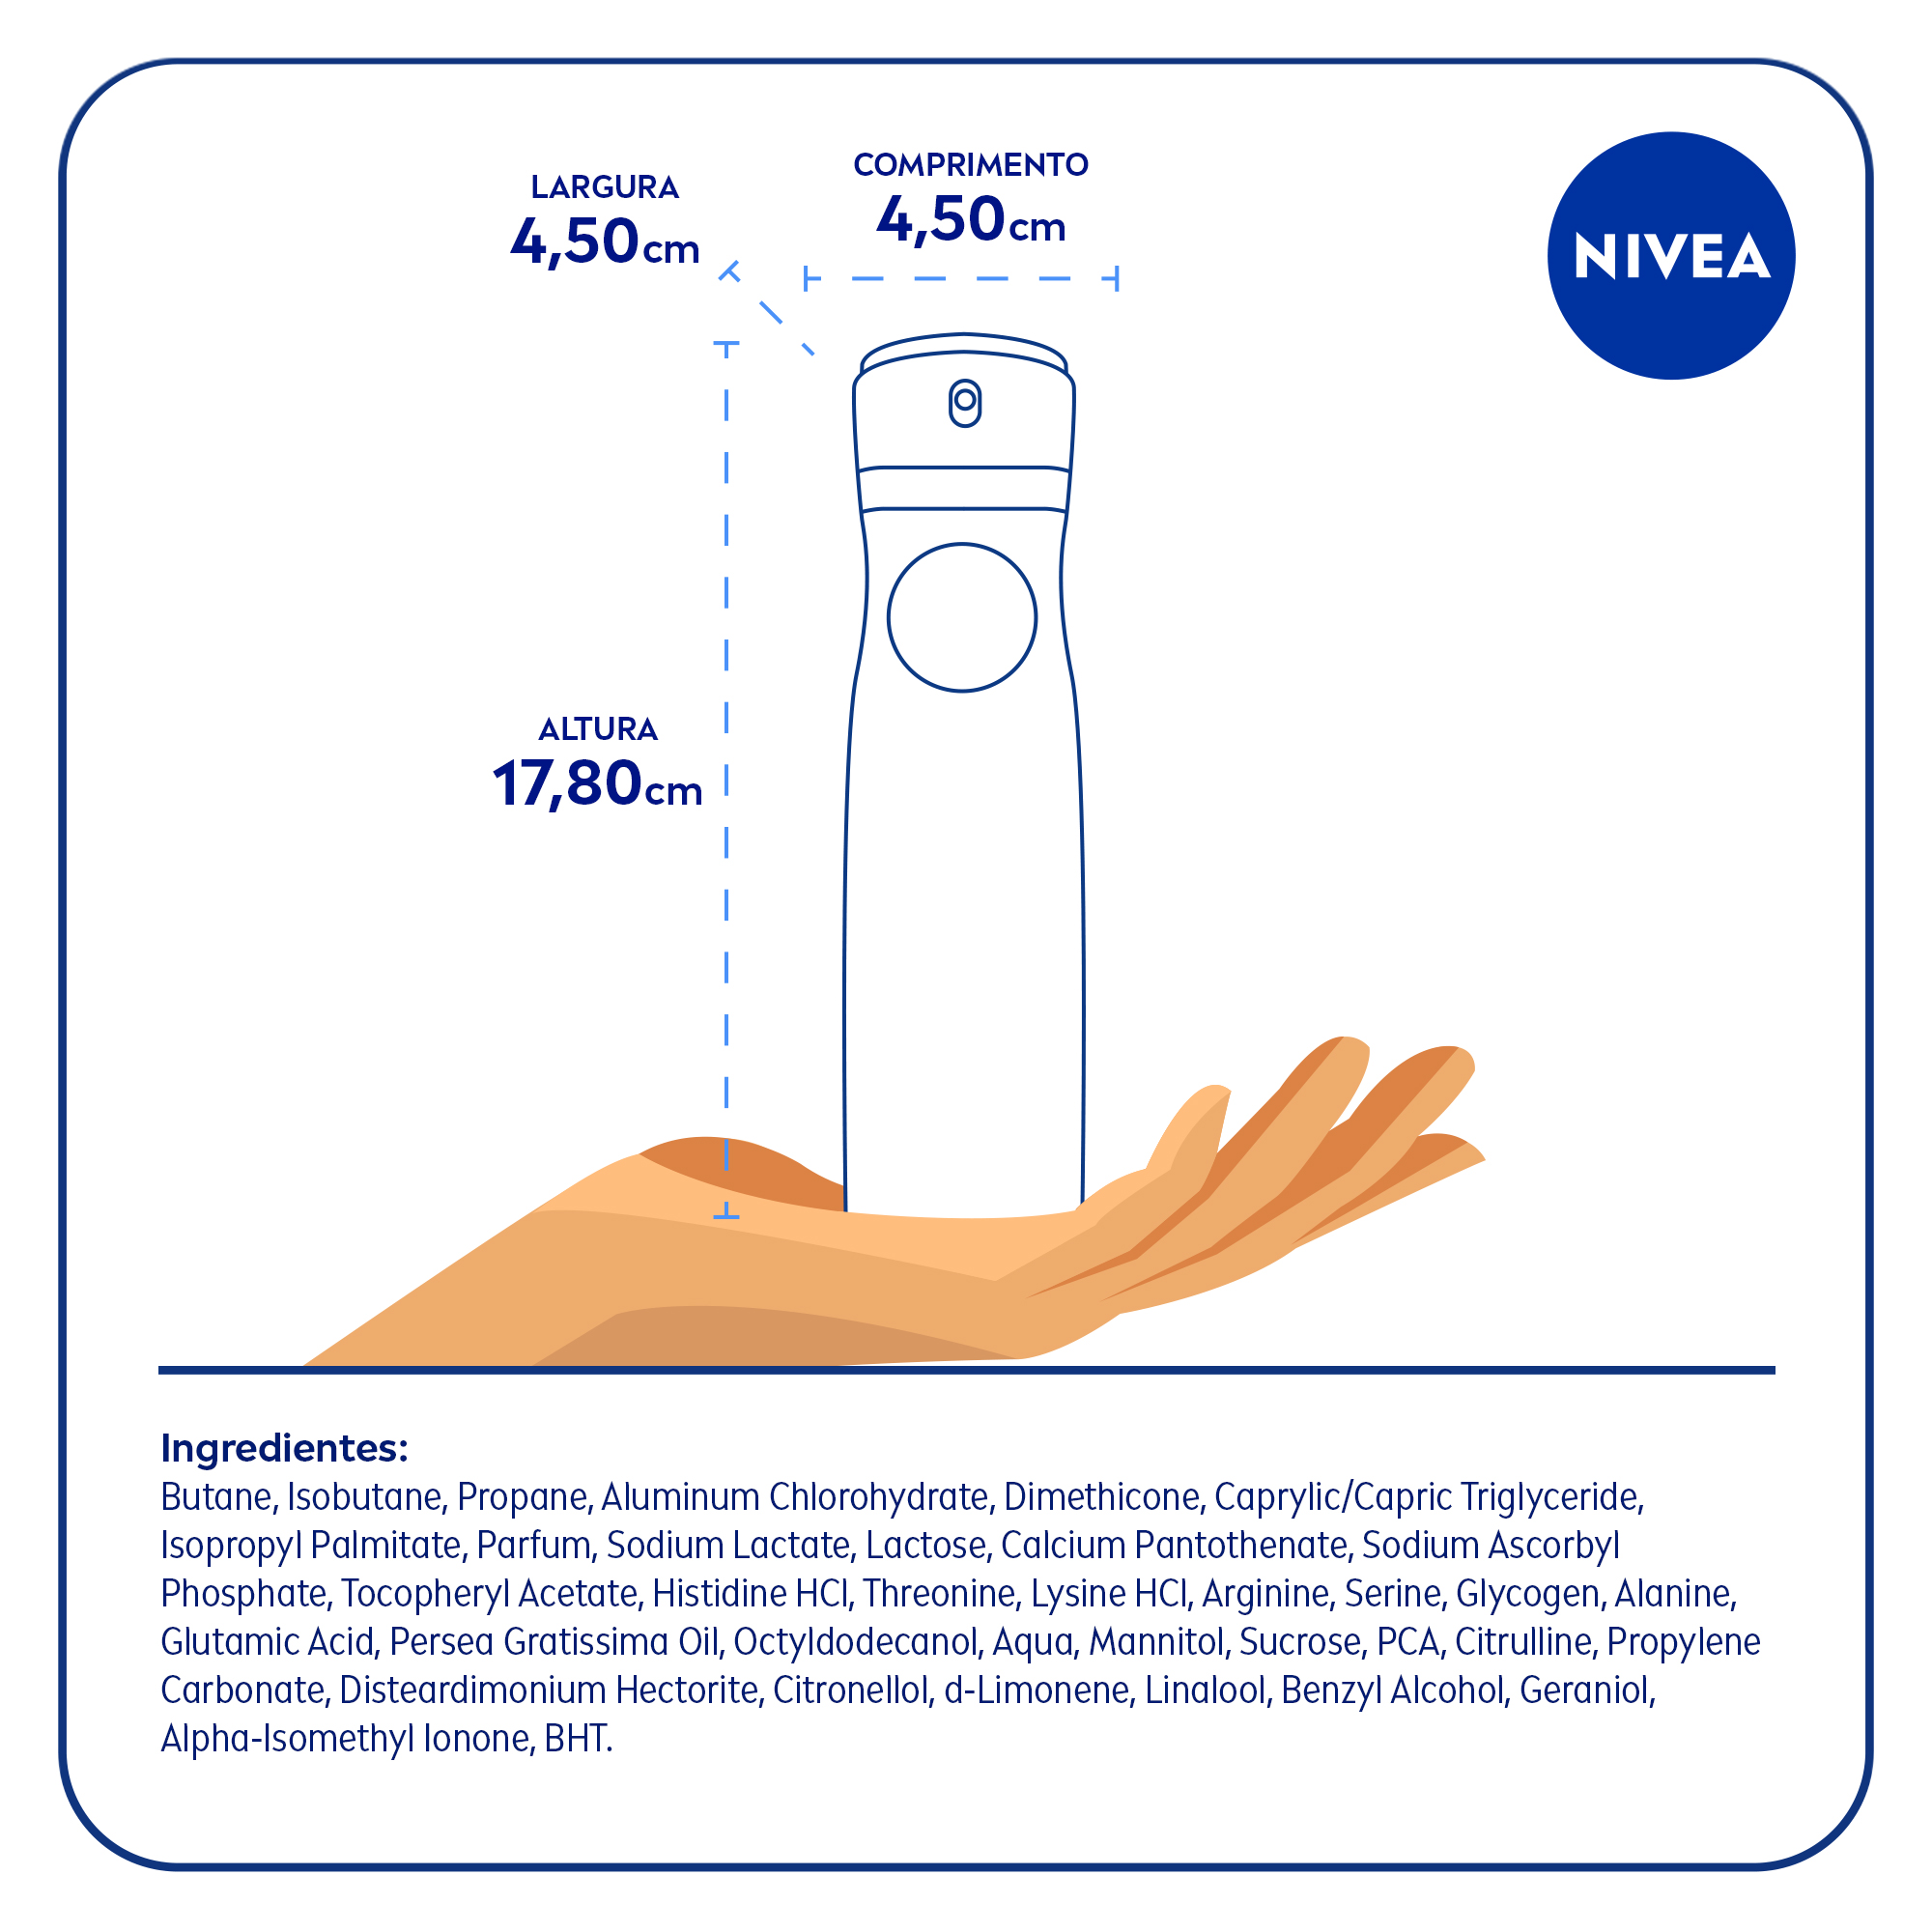 COMPRIMENTO
4,50cm
LARGURA
4,50cm
NIVEA
ALTURA
17,80cm
Ingredientes:
Butane, Isobutane, Propane, Aluminum Chlorohydrate, Dimethicone, Caprylic/Capric Triglyceride,
Isopropyl Palmitate, Parfum, Sodium Lactate, Lactose, Calcium Pantothenate, Sodium Ascorbyl
Phosphate, Tocopheryl Acetate, Histidine HCl, Threonine, Lysine HCl, Arginine, Serine, Glycogen, Alanine,
Glutamic Acid, Persea Gratissima Oil, Octyldodecanol, Aqua, Mannitol, Sucrose, PCA, Citrulline, Propylene
Carbonate, Disteardimonium Hectorite, Citronellol, d-Limonene, Linalool, Benzyl Alcohol, Geraniol,
Alpha-Isomethyl Ionone, BHT.